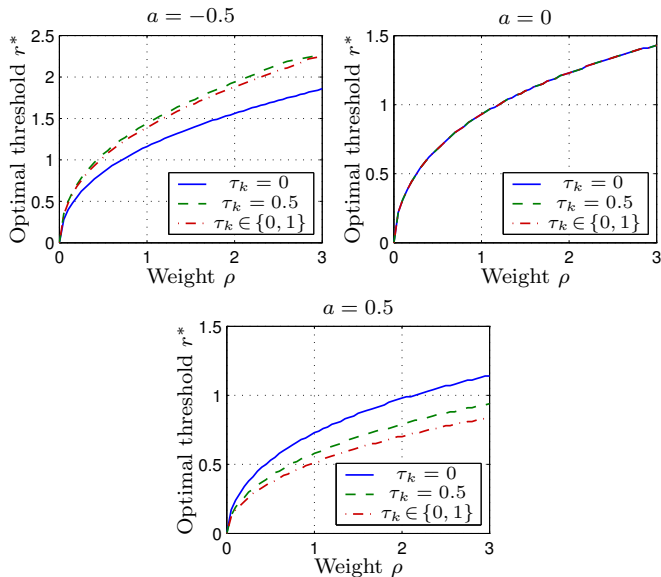 a = −0.5
Optimal threshold r*
2.5
2
1.5
1
0.5
0
0 1 2 3
Weight ρ
τk = 0
τk = 0.5
τk ∈ {0, 1}
a = 0
Optimal threshold r*
1.5
1
0.5
0
0 1 2 3
Weight ρ
τk = 0
τk = 0.5
τk ∈ {0, 1}
a = 0.5
Optimal threshold r*
1.5
1
0.5
0
0 1 2 3
Weight ρ
τk = 0
τk = 0.5
τk ∈ {0, 1}